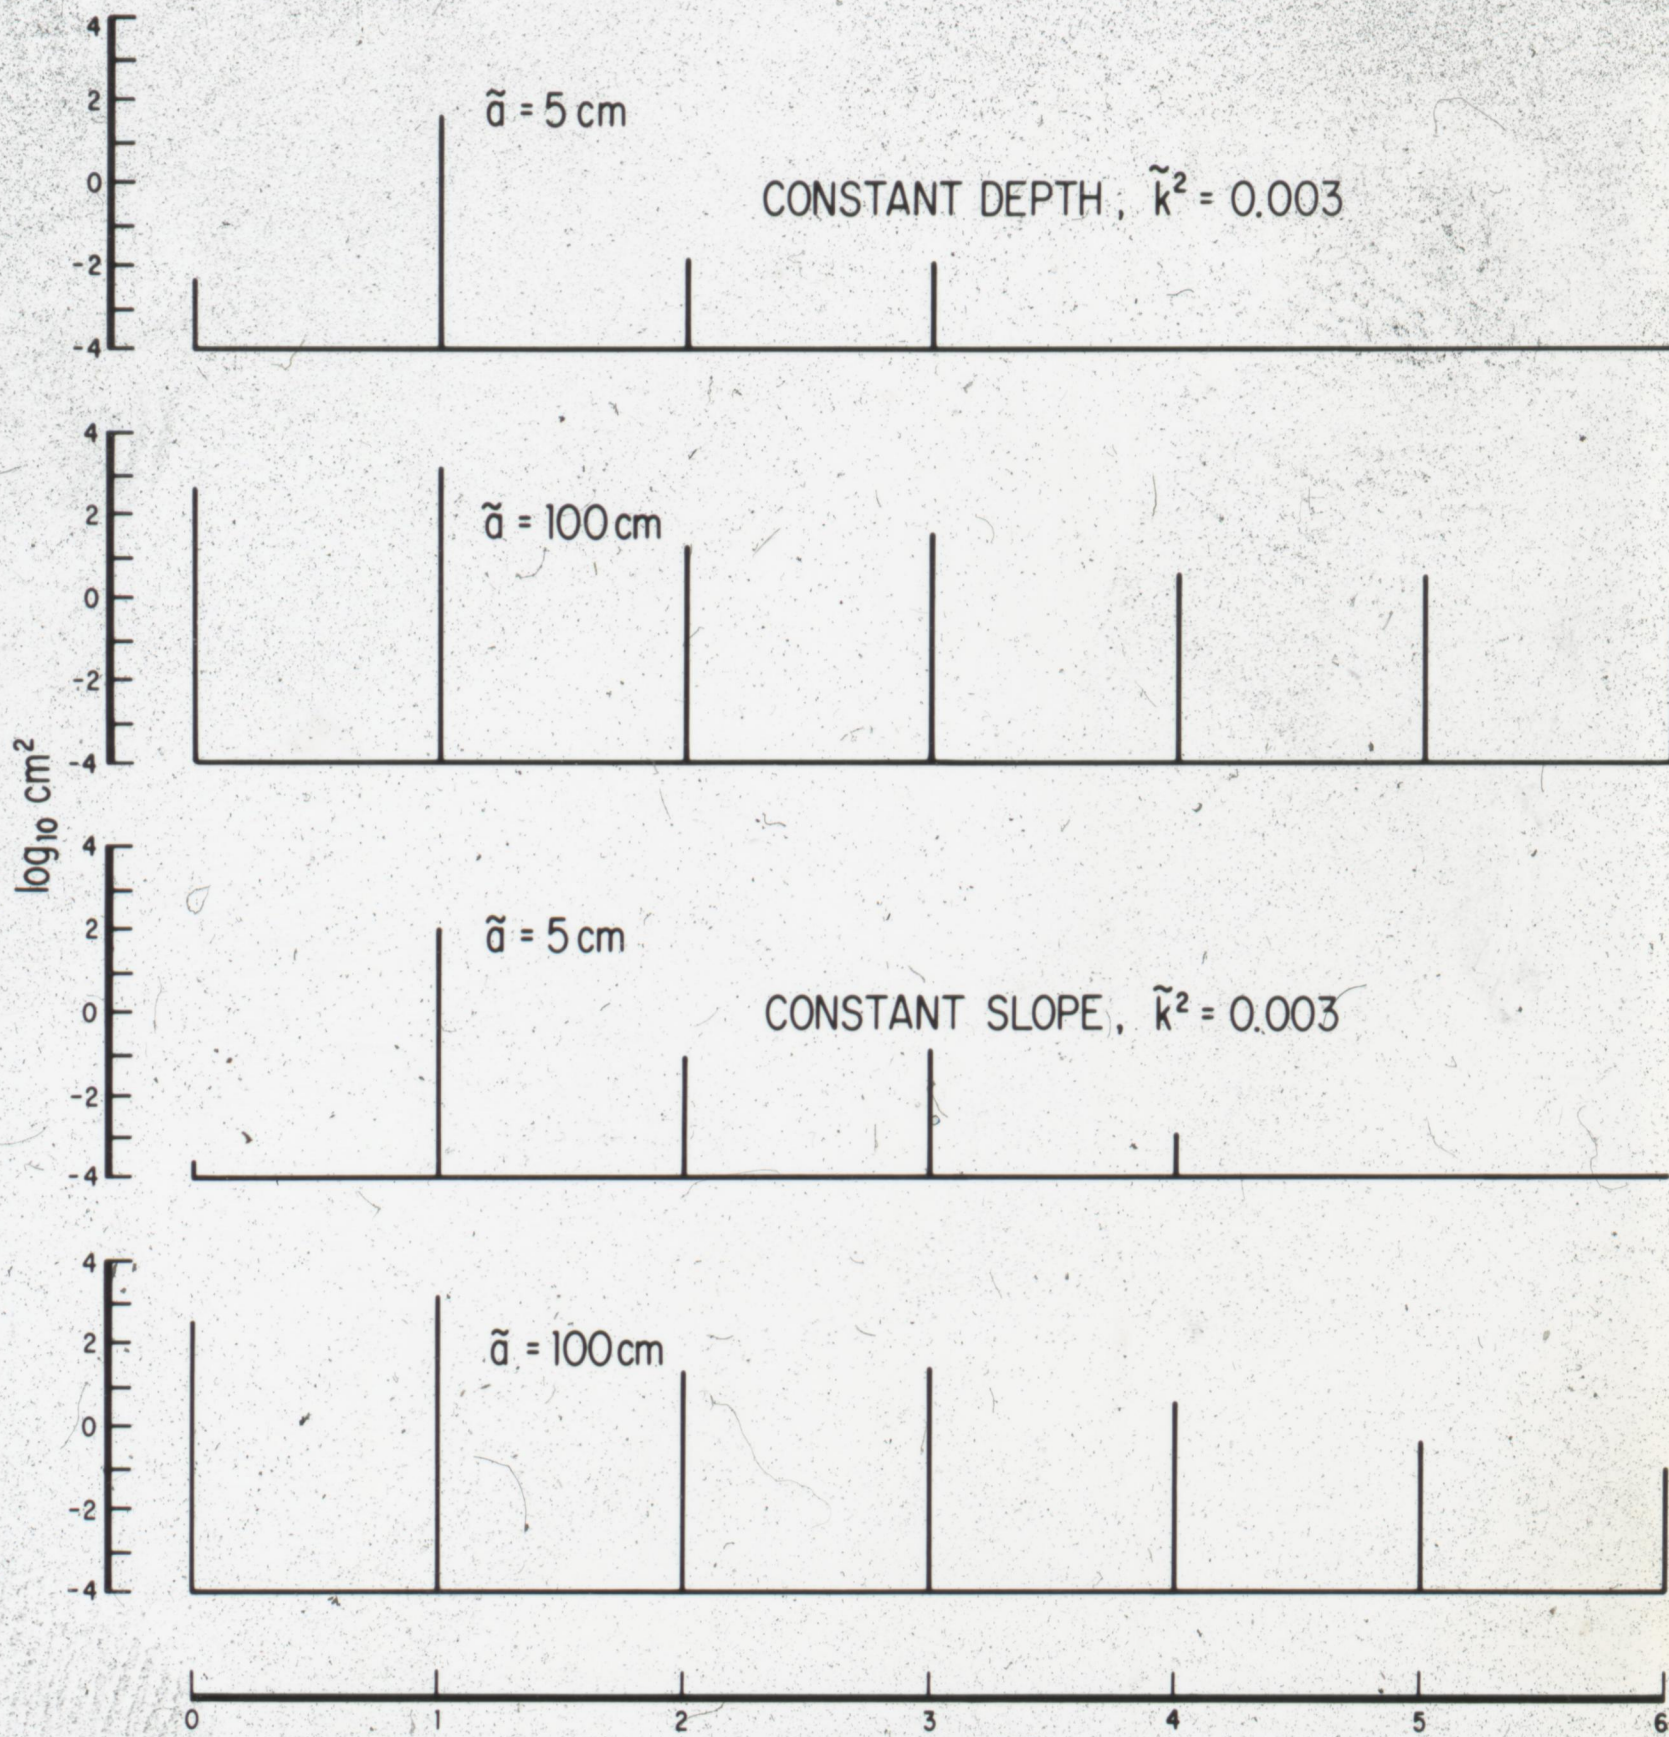 4
2
0
-2
-4
ã = 5 cm
CONSTANT DEPTH, k̃² = 0.003
4
2
0
-2
-4
ã = 100 cm
log₁₀ cm²
4
2
0
-2
-4
ã = 5 cm
CONSTANT SLOPE, k̃² = 0.003
4
2
0
-2
-4
ã = 100 cm
0 1 2 3 4 5 6